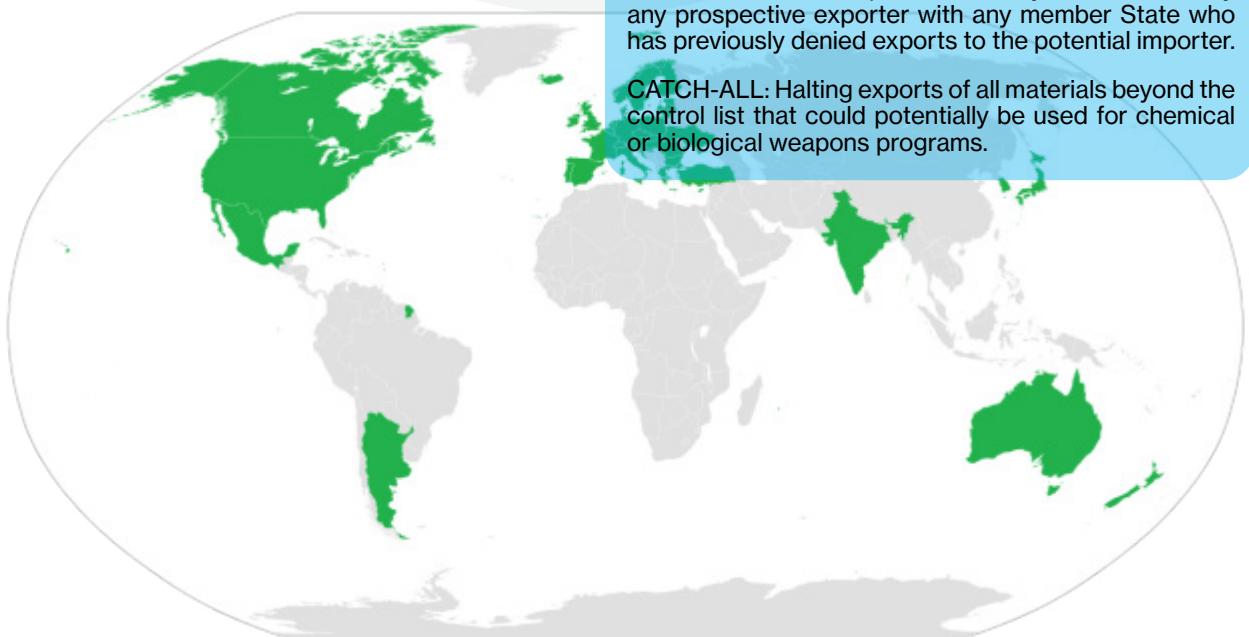 any prospective exporter with any member State who
has previously denied exports to the potential importer.
CATCH-ALL: Halting exports of all materials beyond the
control list that could potentially be used for chemical
or biological weapons programs.